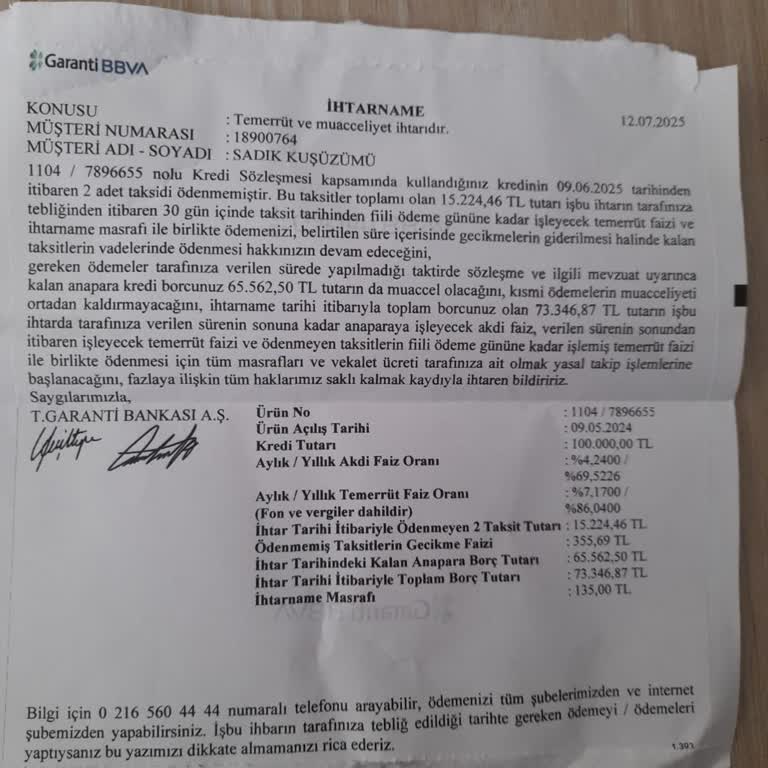 Garanti BBVA
İHTARNAME
12.07.2025
KONUSU : Temerrüt ve muacceliyet ihtarıdır.
MÜŞTERİ NUMARASI : 18900764
MÜŞTERİ ADI - SOYADI : SADIK KUŞÜZÜMÜ
1104 / 7896655 nolu Kredi Sözleşmesi kapsamında kullandığınız kredinin 09.06.2025 tarihinden
itibaren 2 adet taksidi ödenmemiştir. Bu taksitler toplamı olan 15.224,46 TL tutarı işbu ihtarın tarafınıza
tebliğinden itibaren 30 gün içinde taksit tarihinden fiili ödeme gününe kadar işleyecek temerrüt faizi ve
ihtarname masrafı ile birlikte ödemenizi, belirtilen süre içerisinde gecikmelerin giderilmesi halinde kalan
taksitlerin vadelerinde ödenmesi hakkınızın devam edeceğini,
gereken ödemeler tarafınıza verilen sürede yapılmadığı taktirde sözleşme ve ilgili mevzuat uyarınca
kalan anapara kredi borcunuz 65.562,50 TL tutarın da muaccel olacağını, kısmi ödemelerin muacceliyeti
ortadan kaldırmayacağını, ihtarname tarihi itibarıyla toplam borcunuz olan 73.346,87 TL tutarın işbu
ihtarda tarafınıza verilen sürenin sonuna kadar anaparaya işleyecek akdi faiz, verilen sürenin sonundan
itibaren işleyecek temerrüt faizi ve ödenmeyen taksitlerin fiili ödeme gününe kadar işlemiş temerrüt faizi
ile birlikte ödenmesi için tüm masrafları ve vekalet ücreti tarafınıza ait olmak yasal takip işlemlerine
başlanacağını, fazlaya ilişkin tüm haklarımız saklı kalmak kaydıyla ihtaren bildiririz.
Saygılarımızla,
T.GARANTİ BANKASI A.Ş.
Ürün No : 1104 / 7896655
Ürün Açılış Tarihi : 09.05.2024
Kredi Tutarı : 100.000,00 TL
Aylık / Yıllık Akdi Faiz Oranı : %4,2400 /
%69,5226
Aylık / Yıllık Temerrüt Faiz Oranı : %7,1700 /
(Fon ve vergiler dahildir) %86,0400
İhtar Tarihi İtibariyle Ödenmeyen 2 Taksit Tutarı : 15.224,46 TL
Ödenmemiş Taksitlerin Gecikme Faizi : 355,69 TL
İhtar Tarihindeki Kalan Anapara Borç Tutarı : 65.562,50 TL
İhtar Tarihi İtibariyle Toplam Borç Tutarı : 73.346,87 TL
İhtarname Masrafı : 135,00 TL
Bilgi için 0 216 560 44 44 numaralı telefonu arayabilir, ödemenizi tüm şubelerimizden ve internet
şubemizden yapabilirsiniz. İşbu ihbarın tarafınıza tebliğ edildiği tarihte gereken ödemeyi / ödemeleri
yaptıysanız bu yazımızı dikkate almamanızı rica ederiz.
1.393